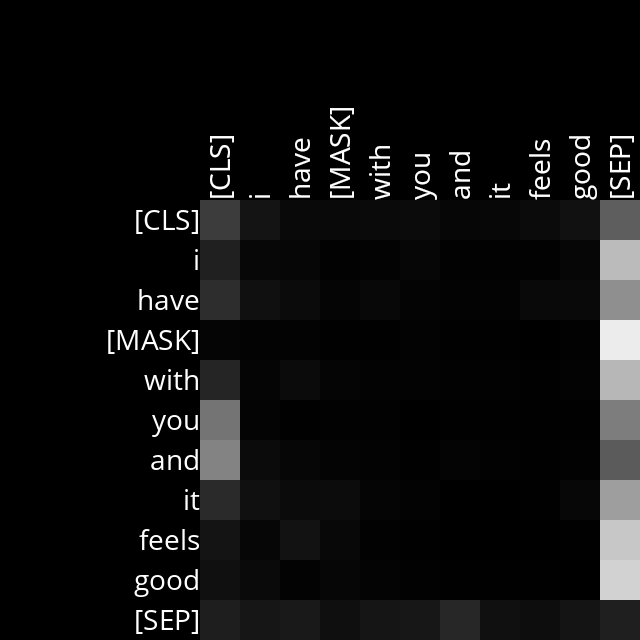 [CLS] i have [MASK] with you and it feels good [SEP]
[CLS]
i
have
[MASK]
with
you
and
it
feels
good
[SEP]